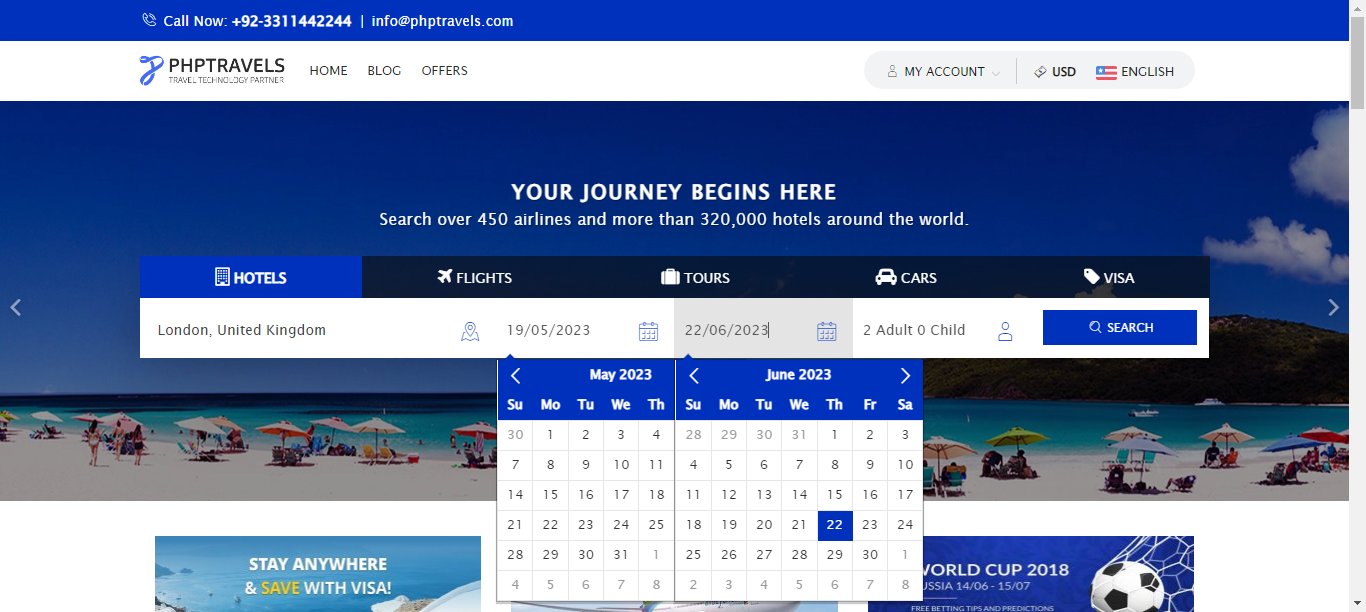 Call Now: +92-3311442244 | info@phptravels.com
PHPTRAVELS
TRAVEL TECHNOLOGY PARTNER
HOME BLOG OFFERS
MY ACCOUNT USD ENGLISH
YOUR JOURNEY BEGINS HERE
Search over 450 airlines and more than 320,000 hotels around the world.
HOTELS FLIGHTS TOURS CARS VISA
London, United Kingdom 19/05/2023 22/06/2023 2 Adult 0 Child SEARCH
May 2023
Su Mo Tu We Th
30 1 2 3 4
7 8 9 10 11
14 15 16 17 18
21 22 23 24 25
28 29 30 31 1
4 5 6 7 8
June 2023
Su Mo Tu We Th Fr Sa
28 29 30 31 1 2 3
4 5 6 7 8 9 10
11 12 13 14 15 16 17
18 19 20 21 22 23 24
25 26 27 28 29 30 1
2 3 4 5 6 7 8
STAY ANYWHERE
& SAVE WITH VISA!
WORLD CUP 2018
RUSSIA 14/06 - 15/07
FREE BETTING TIPS AND PREDICTIONS